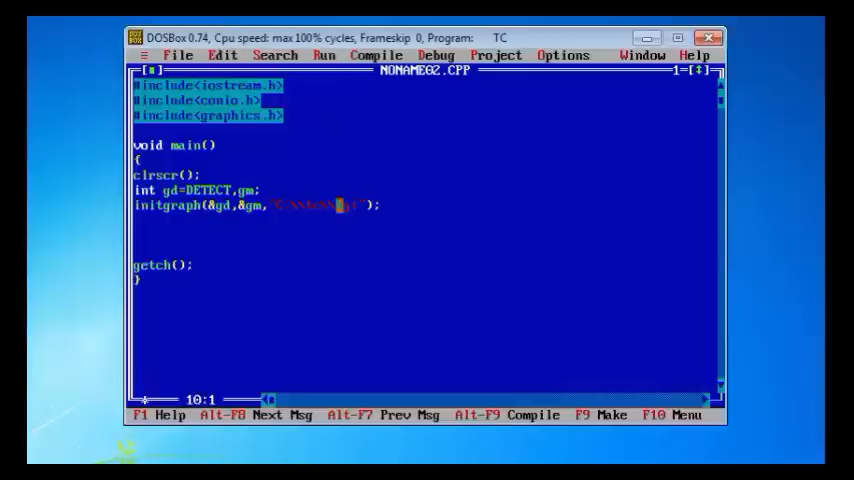 DOSBox 0.74, Cpu speed: max 100% cycles, Frameskip 0, Program: TC
≡ File Edit Search Run Compile Debug Project Options Window Help
NONAME02.CPP 1=[↕]
#include<iostream.h>
#include<conio.h>
#include<graphics.h>
void main()
{
clrscr();
int gd=DETECT,gm;
initgraph(&gd,&gm,"C:\\tc\\ ");
getch();
}
10:1
F1 Help Alt-F8 Next Msg Alt-F7 Prev Msg Alt-F9 Compile F9 Make F10 Menu